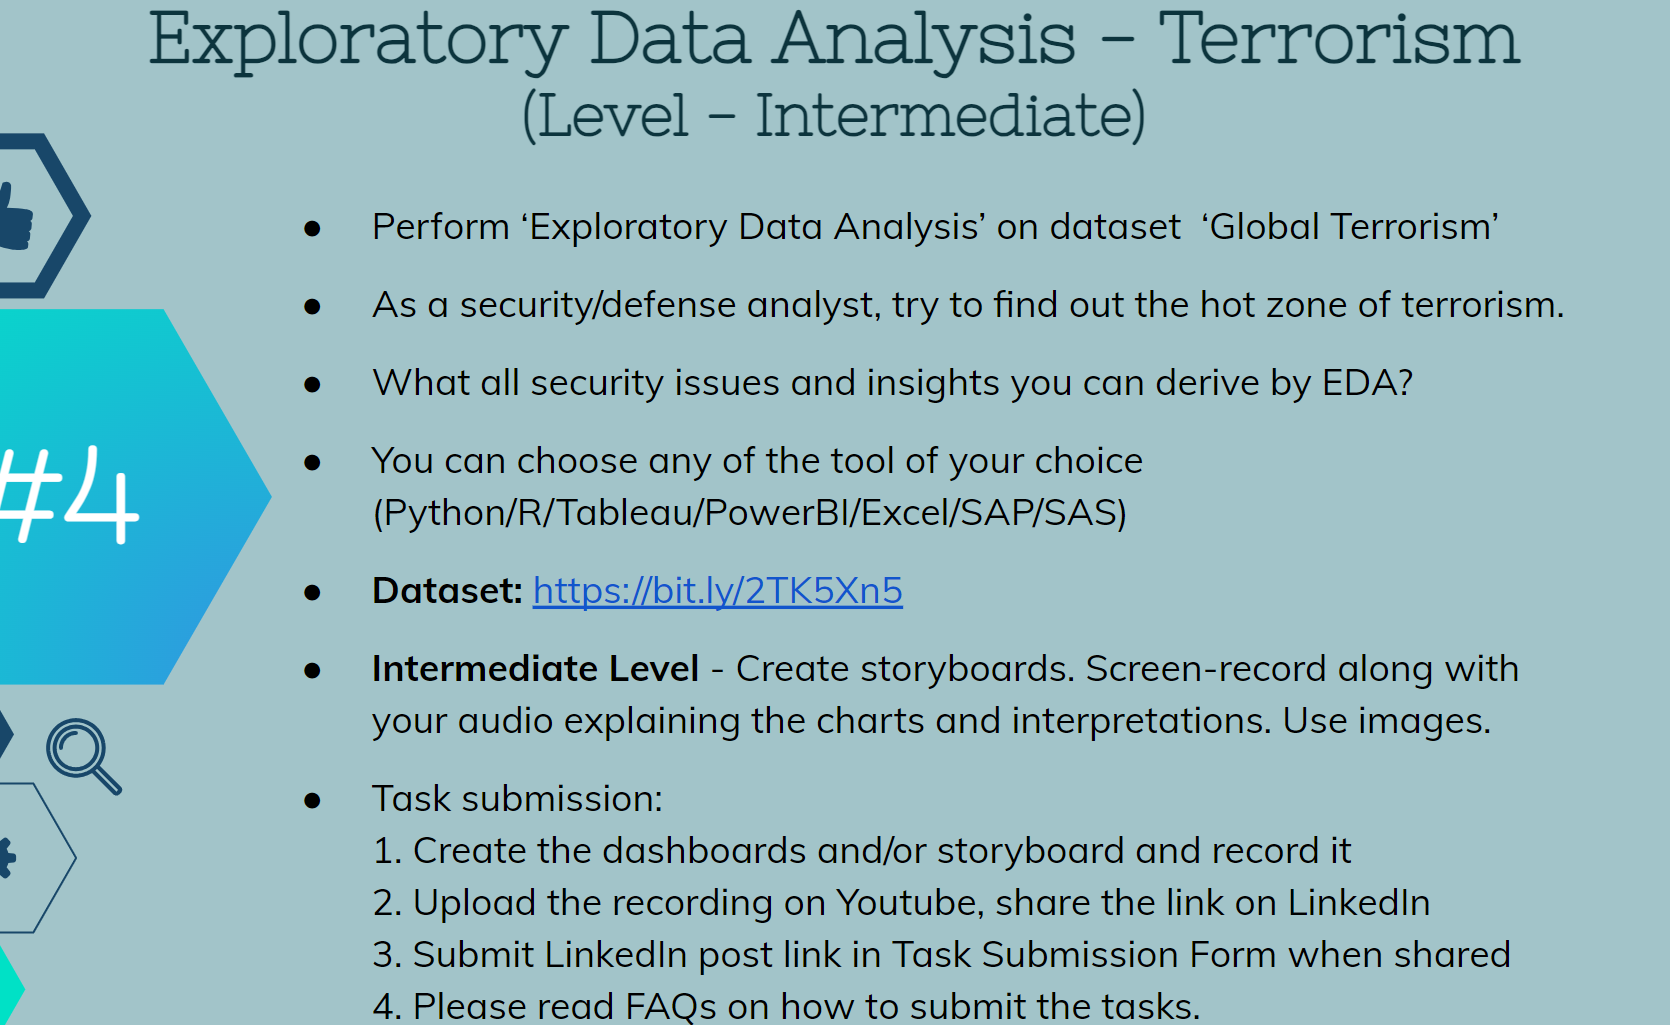 Exploratory Data Analysis - Terrorism
(Level - Intermediate)
#4
● Perform ‘Exploratory Data Analysis’ on dataset  ‘Global Terrorism’
● As a security/defense analyst, try to find out the hot zone of terrorism.
● What all security issues and insights you can derive by EDA?
● You can choose any of the tool of your choice
(Python/R/Tableau/PowerBI/Excel/SAP/SAS)
● Dataset: https://bit.ly/2TK5Xn5
● Intermediate Level - Create storyboards. Screen-record along with
your audio explaining the charts and interpretations. Use images.
● Task submission:
1. Create the dashboards and/or storyboard and record it
2. Upload the recording on Youtube, share the link on LinkedIn
3. Submit LinkedIn post link in Task Submission Form when shared
4. Please read FAQs on how to submit the tasks.